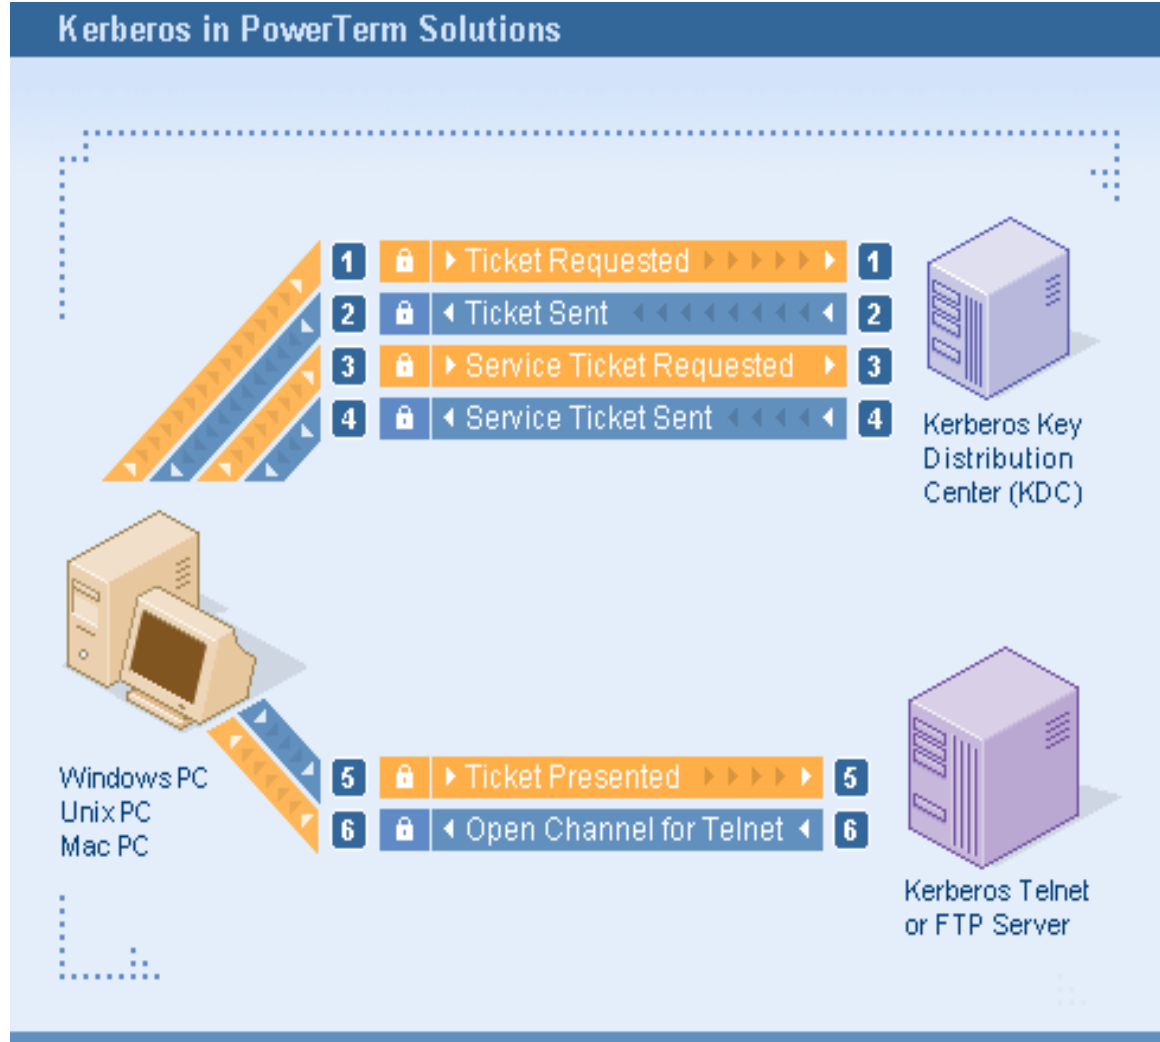 Kerberos in PowerTerm Solutions
1 Ticket Requested 1
2 Ticket Sent 2
3 Service Ticket Requested 3
4 Service Ticket Sent 4
Kerberos Key
Distribution
Center (KDC)
Windows PC
Unix PC
Mac PC
5 Ticket Presented 5
6 Open Channel for Telnet 6
Kerberos Telnet
or FTP Server